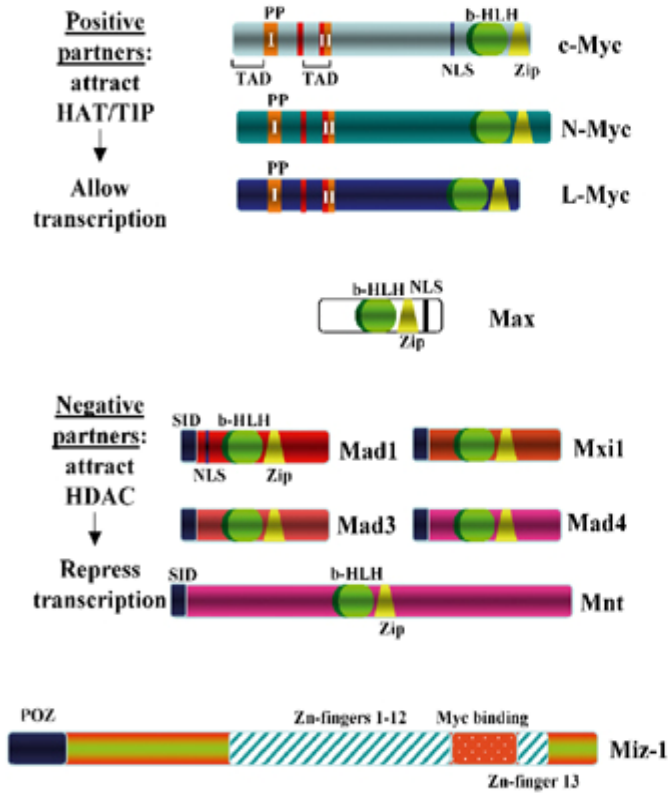 Positive
partners:
attract
HAT/TIP
Allow
transcription
PP
b-HLH
I
II
c-Myc
TAD
TAD
NLS
Zip
PP
I
II
N-Myc
PP
I
II
L-Myc
b-HLH NLS
Max
Zip
Negative
partners:
attract
HDAC
Repress
transcription
SID
b-HLH
Mad1
Mxi1
NLS
Zip
Mad3
Mad4
SID
b-HLH
Mnt
Zip
POZ
Zn-fingers 1-12
Myc binding
Miz-1
Zn-finger 13